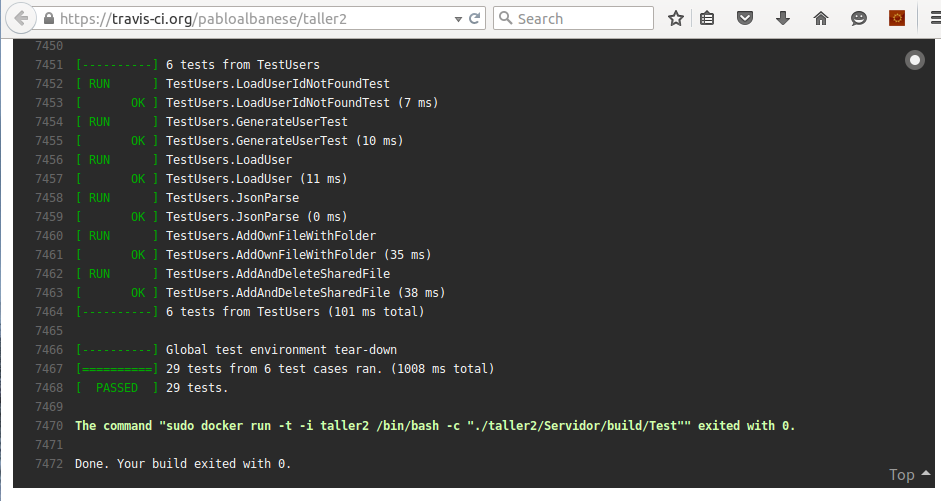 https://travis-ci.org/pabloalbanese/taller2
Search
7450
7451 [----------] 6 tests from TestUsers
7452 [ RUN      ] TestUsers.LoadUserIdNotFoundTest
7453 [       OK ] TestUsers.LoadUserIdNotFoundTest (7 ms)
7454 [ RUN      ] TestUsers.GenerateUserTest
7455 [       OK ] TestUsers.GenerateUserTest (10 ms)
7456 [ RUN      ] TestUsers.LoadUser
7457 [       OK ] TestUsers.LoadUser (11 ms)
7458 [ RUN      ] TestUsers.JsonParse
7459 [       OK ] TestUsers.JsonParse (0 ms)
7460 [ RUN      ] TestUsers.AddOwnFileWithFolder
7461 [       OK ] TestUsers.AddOwnFileWithFolder (35 ms)
7462 [ RUN      ] TestUsers.AddAndDeleteSharedFile
7463 [       OK ] TestUsers.AddAndDeleteSharedFile (38 ms)
7464 [----------] 6 tests from TestUsers (101 ms total)
7465
7466 [----------] Global test environment tear-down
7467 [==========] 29 tests from 6 test cases ran. (1008 ms total)
7468 [  PASSED  ] 29 tests.
7469
7470 The command "sudo docker run -t -i taller2 /bin/bash -c "./taller2/Servidor/build/Test"" exited with 0.
7471
7472 Done. Your build exited with 0.
Top